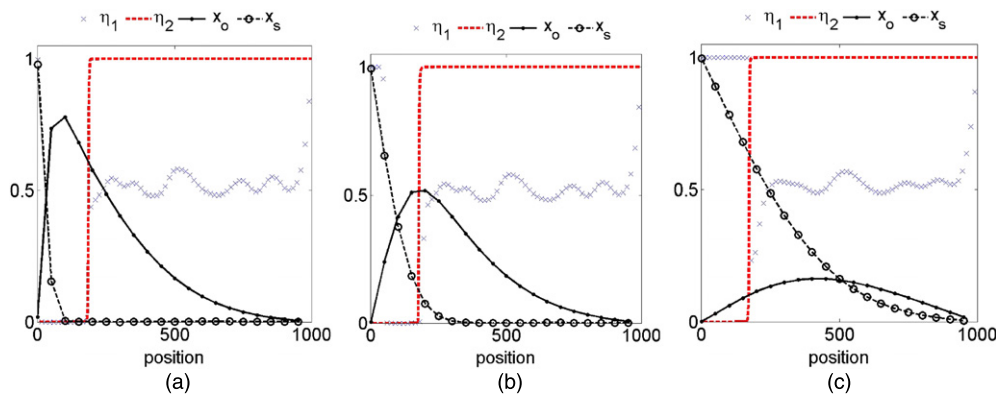 η1 η2 xo xs
1
0.5
0
0 500 1000
position
(a)
η1 η2 xo xs
1
0.5
0
0 500 1000
position
(b)
η1 η2 xo xs
1
0.5
0
0 500 1000
position
(c)